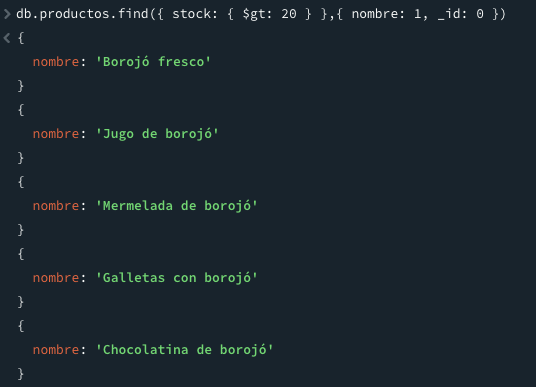 db.productos.find({ stock: { $gt: 20 } },{ nombre: 1, _id: 0 })
{
nombre: 'Borojó fresco'
}
{
nombre: 'Jugo de borojó'
}
{
nombre: 'Mermelada de borojó'
}
{
nombre: 'Galletas con borojó'
}
{
nombre: 'Chocolatina de borojó'
}